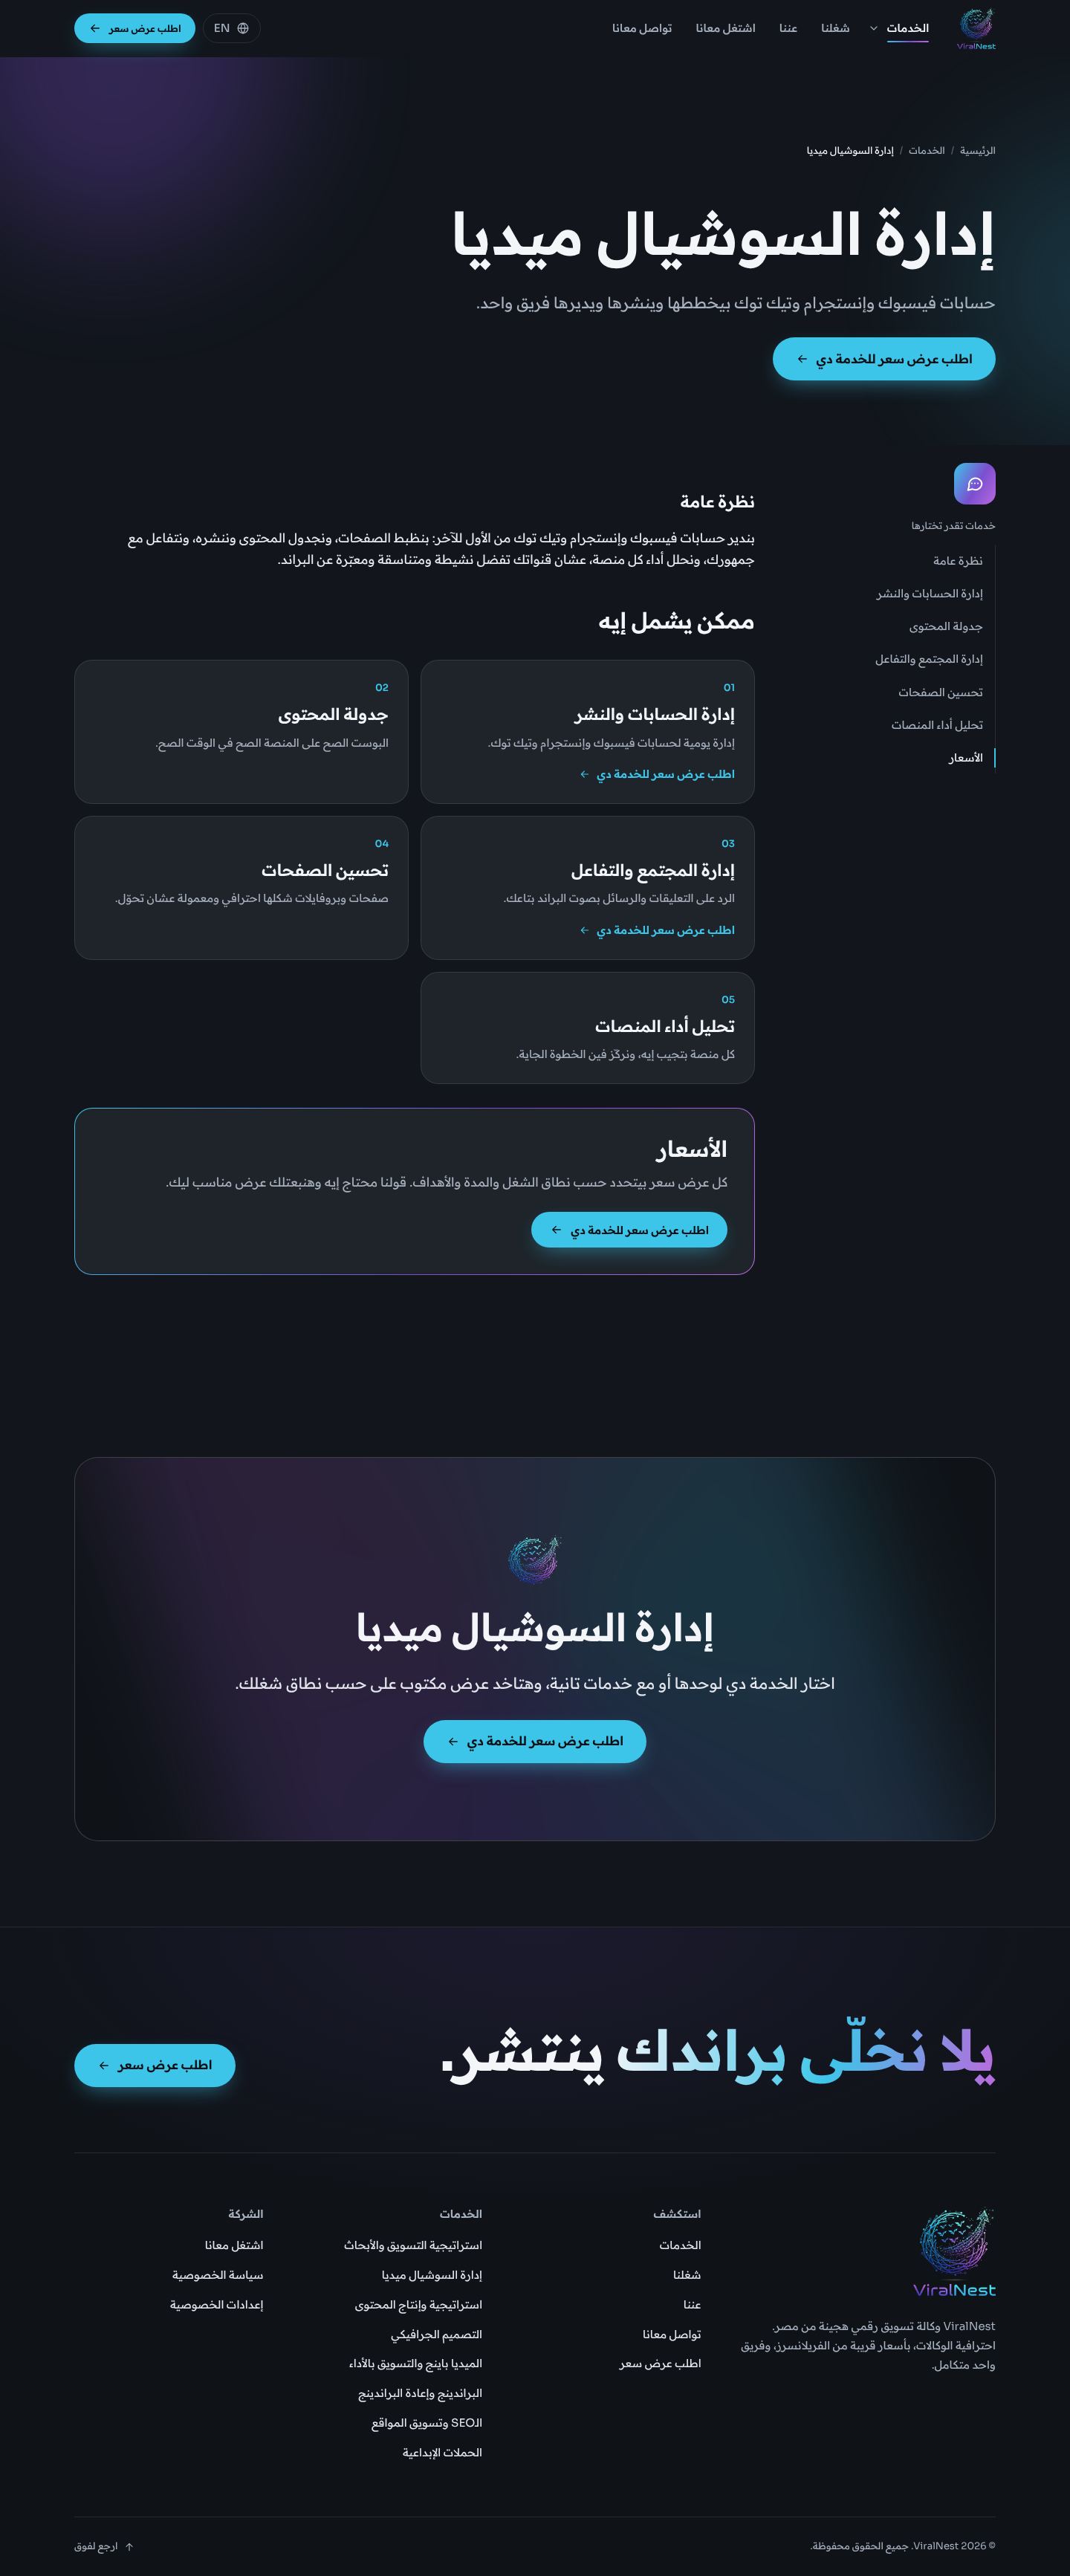 ViralNest
الخدمات
شغلنا
عننا
اشتغل معانا
تواصل معانا
EN
اطلب عرض سعر
الرئيسية / الخدمات / إدارة السوشيال ميديا
إدارة السوشيال ميديا
حسابات فيسبوك وإنستجرام وتيك توك بيخططها وينشرها ويديرها فريق واحد.
اطلب عرض سعر للخدمة دي
خدمات تقدر تختارها
نظرة عامة
إدارة الحسابات والنشر
جدولة المحتوى
إدارة المجتمع والتفاعل
تحسين الصفحات
تحليل أداء المنصات
الأسعار
نظرة عامة
بندير حسابات فيسبوك وإنستجرام وتيك توك من الأول للآخر: بنظبط الصفحات، ونجدول المحتوى وننشره، ونتفاعل مع
جمهورك، ونحلل أداء كل منصة، عشان قنواتك تفضل نشيطة ومتناسقة ومعبّرة عن البراند.
ممكن يشمل إيه
01
إدارة الحسابات والنشر
إدارة يومية لحسابات فيسبوك وإنستجرام وتيك توك.
اطلب عرض سعر للخدمة دي
02
جدولة المحتوى
البوست الصح على المنصة الصح في الوقت الصح.
03
إدارة المجتمع والتفاعل
الرد على التعليقات والرسائل بصوت البراند بتاعك.
اطلب عرض سعر للخدمة دي
04
تحسين الصفحات
صفحات وبروفايلات شكلها احترافي ومعمولة عشان تحوّل.
05
تحليل أداء المنصات
كل منصة بتجيب إيه، ونركّز فين الخطوة الجاية.
الأسعار
كل عرض سعر بيتحدد حسب نطاق الشغل والمدة والأهداف. قولنا محتاج إيه وهنبعتلك عرض مناسب ليك.
اطلب عرض سعر للخدمة دي
إدارة السوشيال ميديا
اختار الخدمة دي لوحدها أو مع خدمات تانية، وهتاخد عرض مكتوب على حسب نطاق شغلك.
اطلب عرض سعر للخدمة دي
يلا نخلّى براندك ينتشر.
اطلب عرض سعر
ViralNest
ViralNest وكالة تسويق رقمي هجينة من مصر.
احترافية الوكالات، بأسعار قريبة من الفريلانسرز، وفريق
واحد متكامل.
استكشف
الخدمات
شغلنا
عننا
تواصل معانا
اطلب عرض سعر
الخدمات
استراتيجية التسويق والأبحاث
إدارة السوشيال ميديا
استراتيجية وإنتاج المحتوى
التصميم الجرافيكي
الميديا باينج والتسويق بالأداء
البراندينج وإعادة البراندينج
الـSEO وتسويق المواقع
الحملات الإبداعية
الشركة
اشتغل معانا
سياسة الخصوصية
إعدادات الخصوصية
© 2026 ViralNest. جميع الحقوق محفوظة.
ارجع لفوق